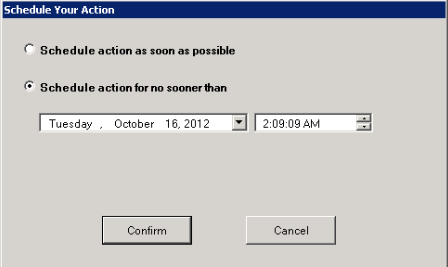 Schedule Your Action
Schedule action as soon as possible
Schedule action for no sooner than
Tuesday , October 16, 2012 2:09:09 AM
Confirm Cancel